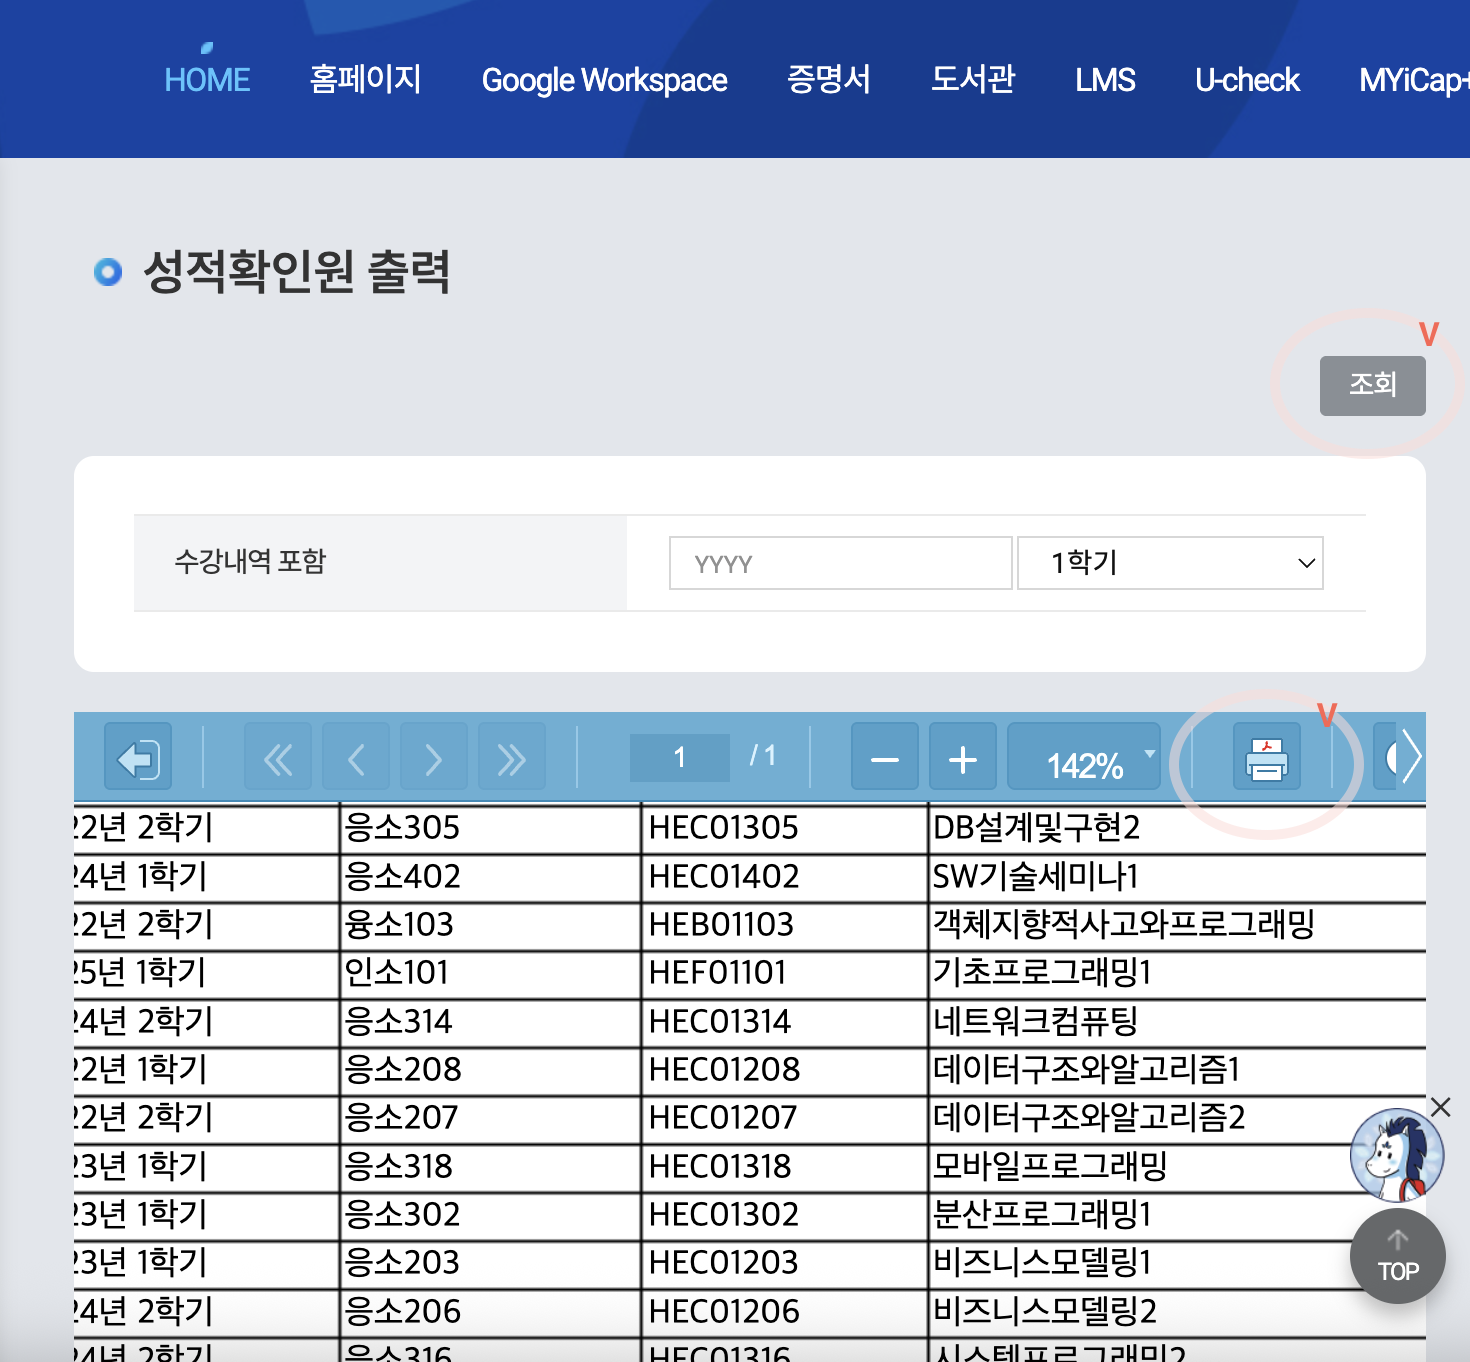 HOME 홈페이지 Google Workspace 증명서 도서관 LMS U-check MYiCap+
성적확인원 출력
V
조회
수강내역 포함 YYYY 1학기
V
1 / 1 142%
22년 2학기 응소305 HEC01305 DB설계및구현2
24년 1학기 응소402 HEC01402 SW기술세미나1
22년 2학기 융소103 HEB01103 객체지향적사고와프로그래밍
25년 1학기 인소101 HEF01101 기초프로그래밍1
24년 2학기 응소314 HEC01314 네트워크컴퓨팅
22년 1학기 응소208 HEC01208 데이터구조와알고리즘1
22년 2학기 응소207 HEC01207 데이터구조와알고리즘2
23년 1학기 응소318 HEC01318 모바일프로그래밍
23년 1학기 응소302 HEC01302 분산프로그래밍1
23년 1학기 응소203 HEC01203 비즈니스모델링1
24년 2학기 응소206 HEC01206 비즈니스모델링2
24년 2학기 응소316 HEC01316 시스템프로그래밍2
TOP